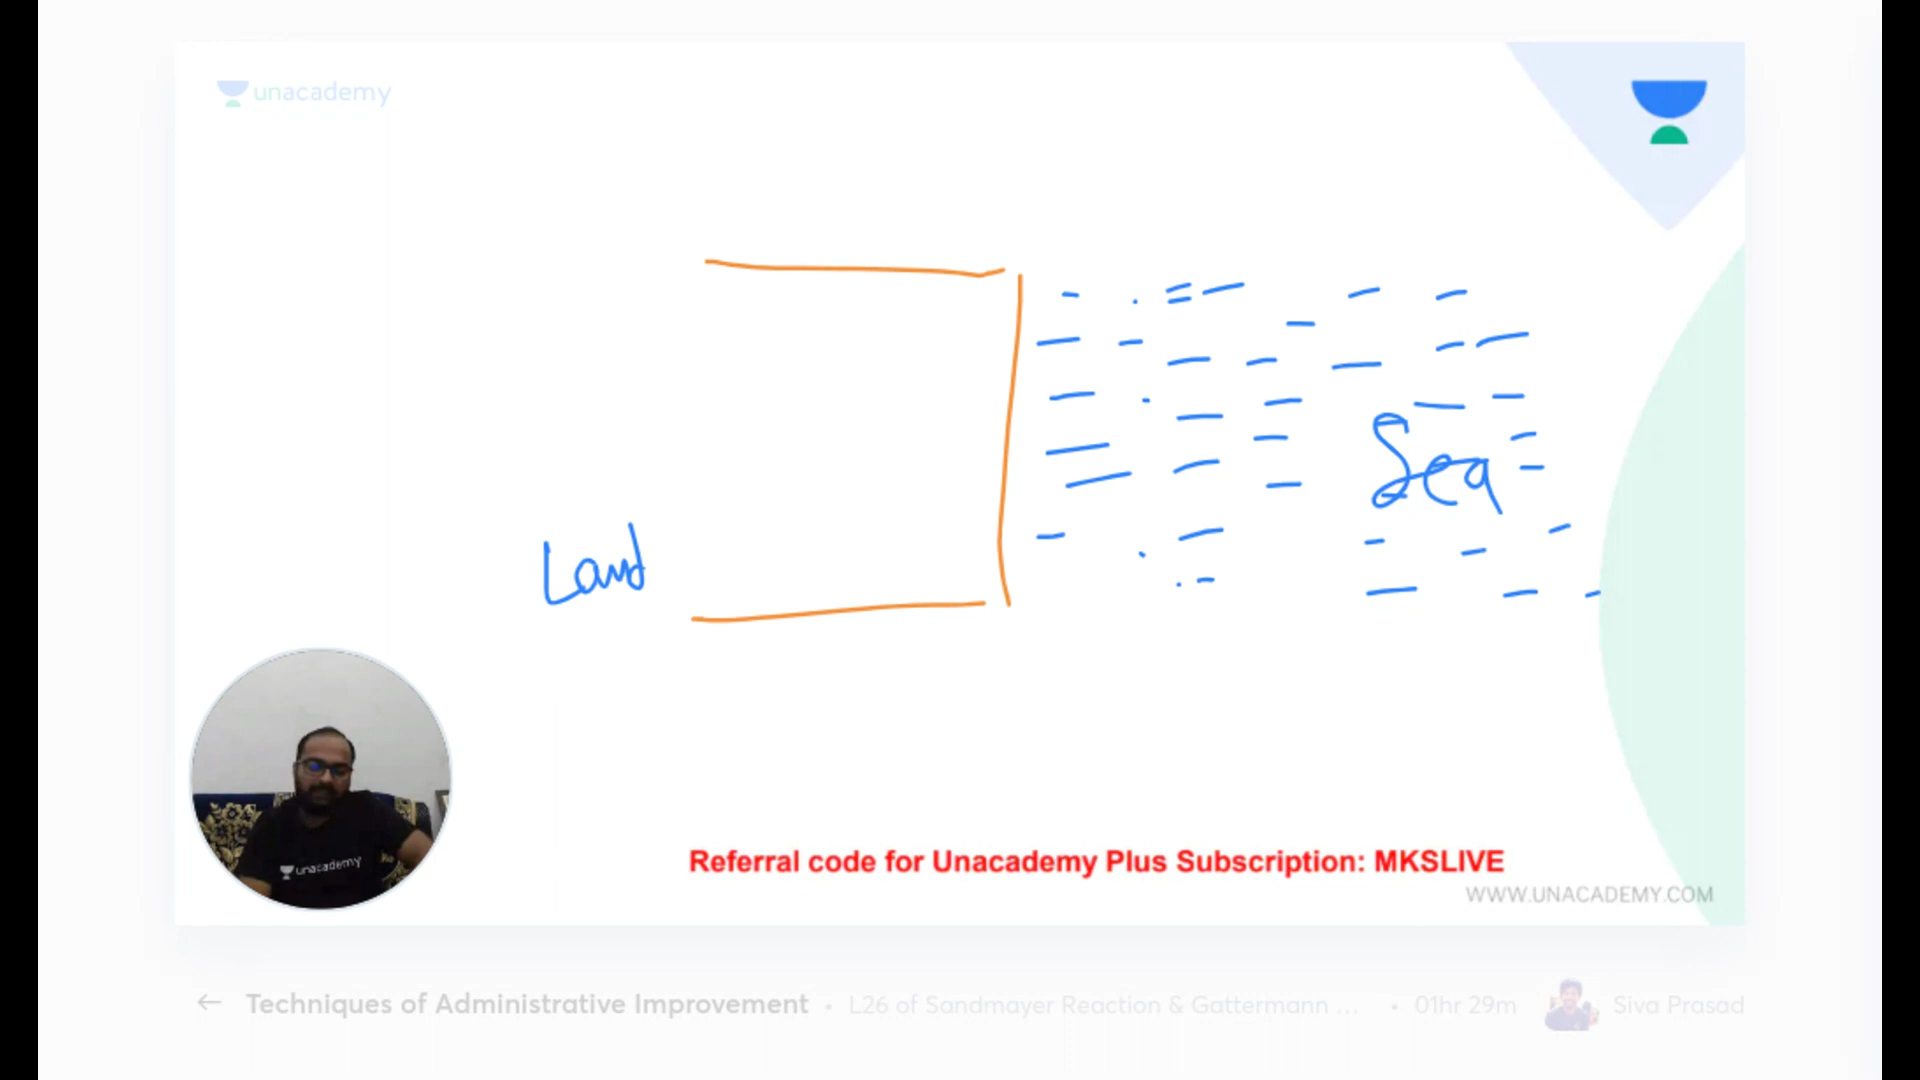 unacademy
Sea
Land
unacademy
Referral code for Unacademy Plus Subscription: MKSLIVE
WWW.UNACADEMY.COM
← Techniques of Administrative Improvement • L26 of Sandmayer Reaction & Gattermann ... • 01hr 29m Siva Prasad